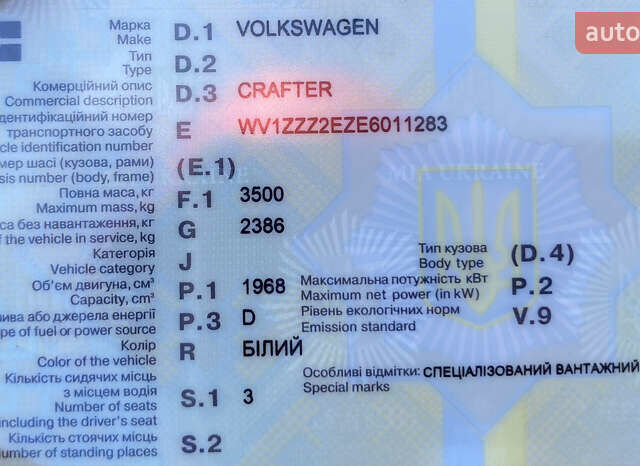 auto
Марка
Make D.1 VOLKSWAGEN
Тип
Type D.2
Комерційний опис
Commercial description D.3 CRAFTER
дентифікаційний номер
транспортного засобу E WV1ZZZ2EZE6011283
cle identification number
мер шасі (кузова, рами) (E.1)
sis number (body, frame)
Повна маса, кг
Maximum mass, kg F.1 3500
са без навантаження, кг G 2386
of the vehicle in service, kg
Категорія
Vehicle category J
Тип кузова
Body type (D.4)
Об'єм двигуна, см³
Capacity, cm³ P.1 1968
Максимальна потужність кВт
Maximum net power (in kW) P.2
лива або джерела енергії
pe of fuel or power source P.3 D
Рівень екологічних норм
Emission standard V.9
Колір
Color of the vehicle R БІЛИЙ
Особливі відмітки: СПЕЦІАЛІЗОВАНИЙ ВАНТАЖНИЙ
Special marks
Кількість сидячих місць
з місцем водія
Number of seats S.1 3
including the driver's seat
Кількість стоячих місць
umber of standing places S.2